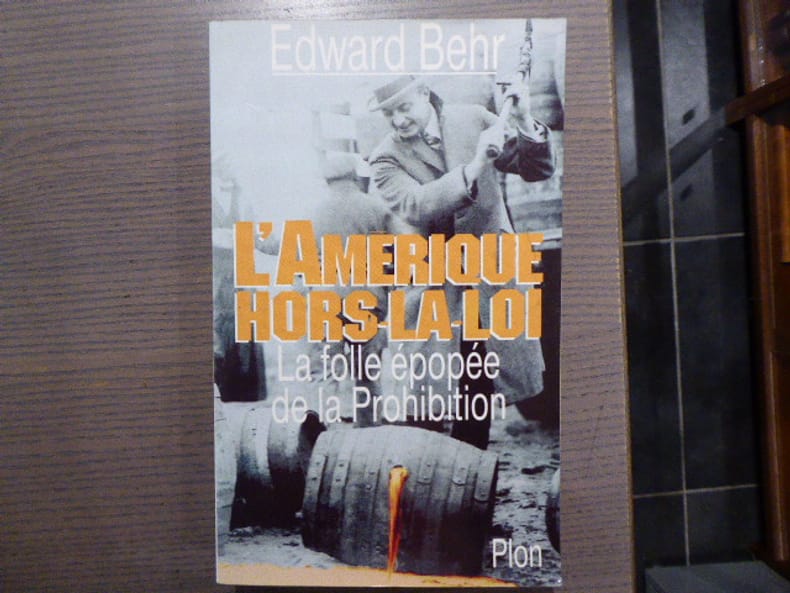 Edward Behr
L'AMERIQUE
HORS-LA-LOI
La folle épopée
de la Prohibition
Plon